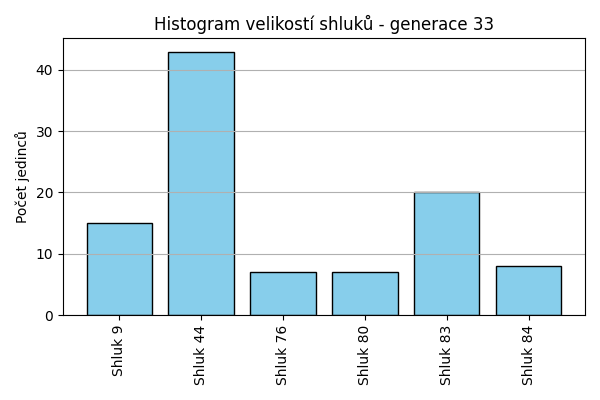 Histogram velikostí shluků - generace 33
Počet jedinců
40
30
20
10
0
Shluk 9
Shluk 44
Shluk 76
Shluk 80
Shluk 83
Shluk 84